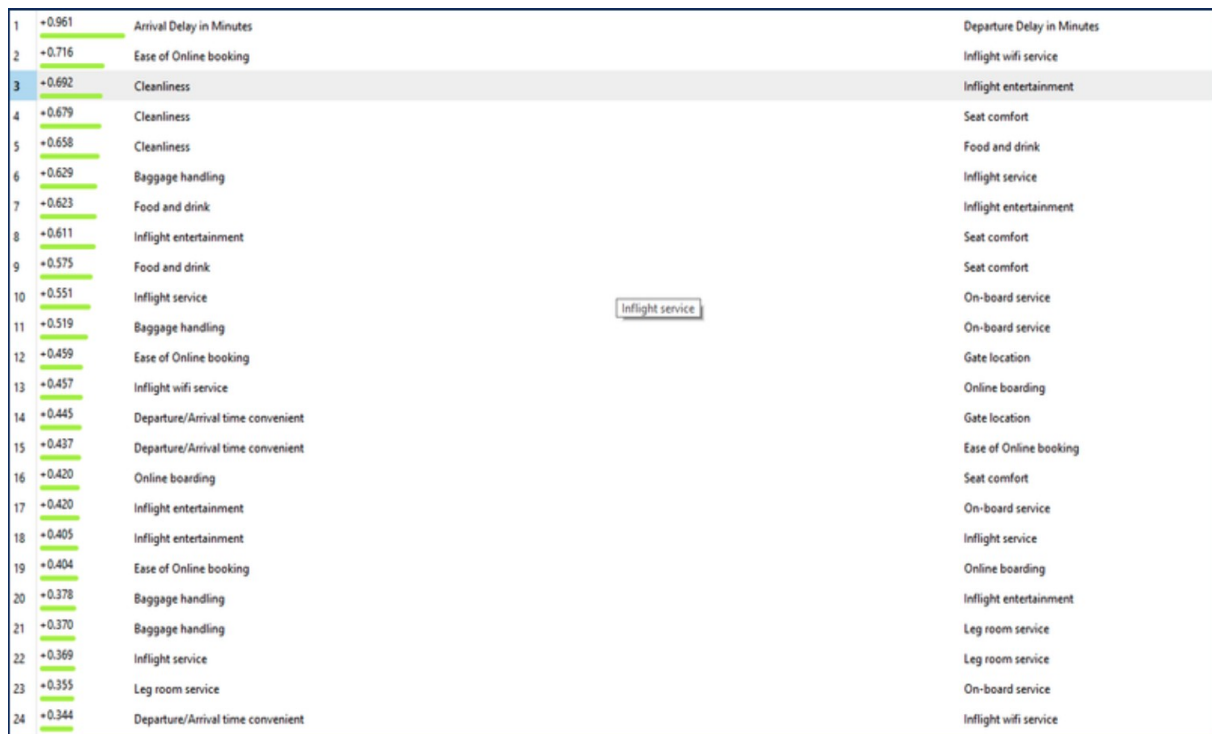 1 +0.961 Arrival Delay in Minutes Departure Delay in Minutes
2 +0.716 Ease of Online booking Inflight wifi service
3 +0.692 Cleanliness Inflight entertainment
4 +0.679 Cleanliness Seat comfort
5 +0.658 Cleanliness Food and drink
6 +0.629 Baggage handling Inflight service
7 +0.623 Food and drink Inflight entertainment
8 +0.611 Inflight entertainment Seat comfort
9 +0.575 Food and drink Seat comfort
10 +0.551 Inflight service On-board service
Inflight service
11 +0.519 Baggage handling On-board service
12 +0.459 Ease of Online booking Gate location
13 +0.457 Inflight wifi service Online boarding
14 +0.445 Departure/Arrival time convenient Gate location
15 +0.437 Departure/Arrival time convenient Ease of Online booking
16 +0.420 Online boarding Seat comfort
17 +0.420 Inflight entertainment On-board service
18 +0.405 Inflight entertainment Inflight service
19 +0.404 Ease of Online booking Online boarding
20 +0.378 Baggage handling Inflight entertainment
21 +0.370 Baggage handling Leg room service
22 +0.369 Inflight service Leg room service
23 +0.355 Leg room service On-board service
24 +0.344 Departure/Arrival time convenient Inflight wifi service